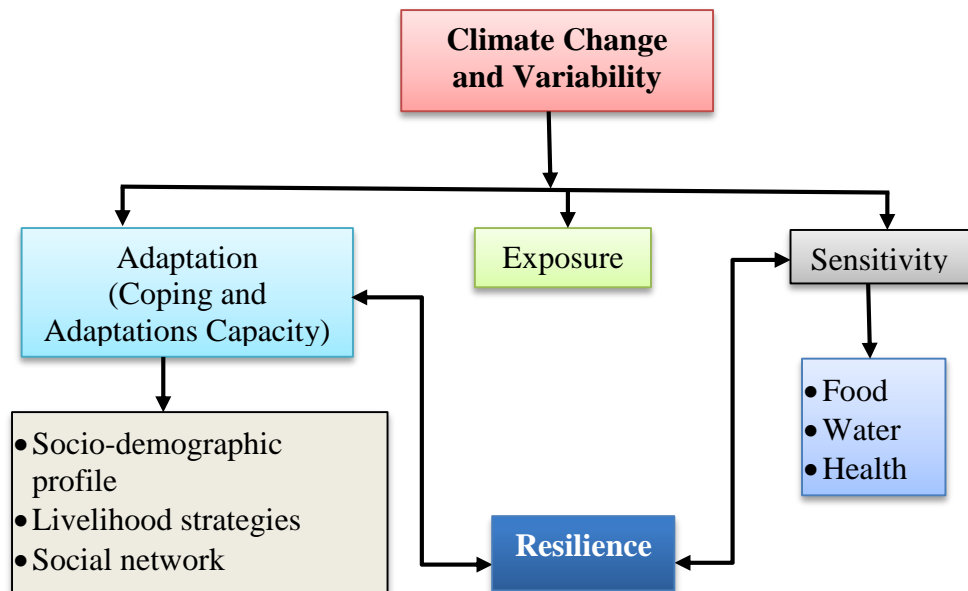 Climate Change
and Variability
Adaptation
(Coping and
Adaptations Capacity)
Exposure
Sensitivity
• Socio-demographic
profile
• Livelihood strategies
• Social network
• Food
• Water
• Health
Resilience